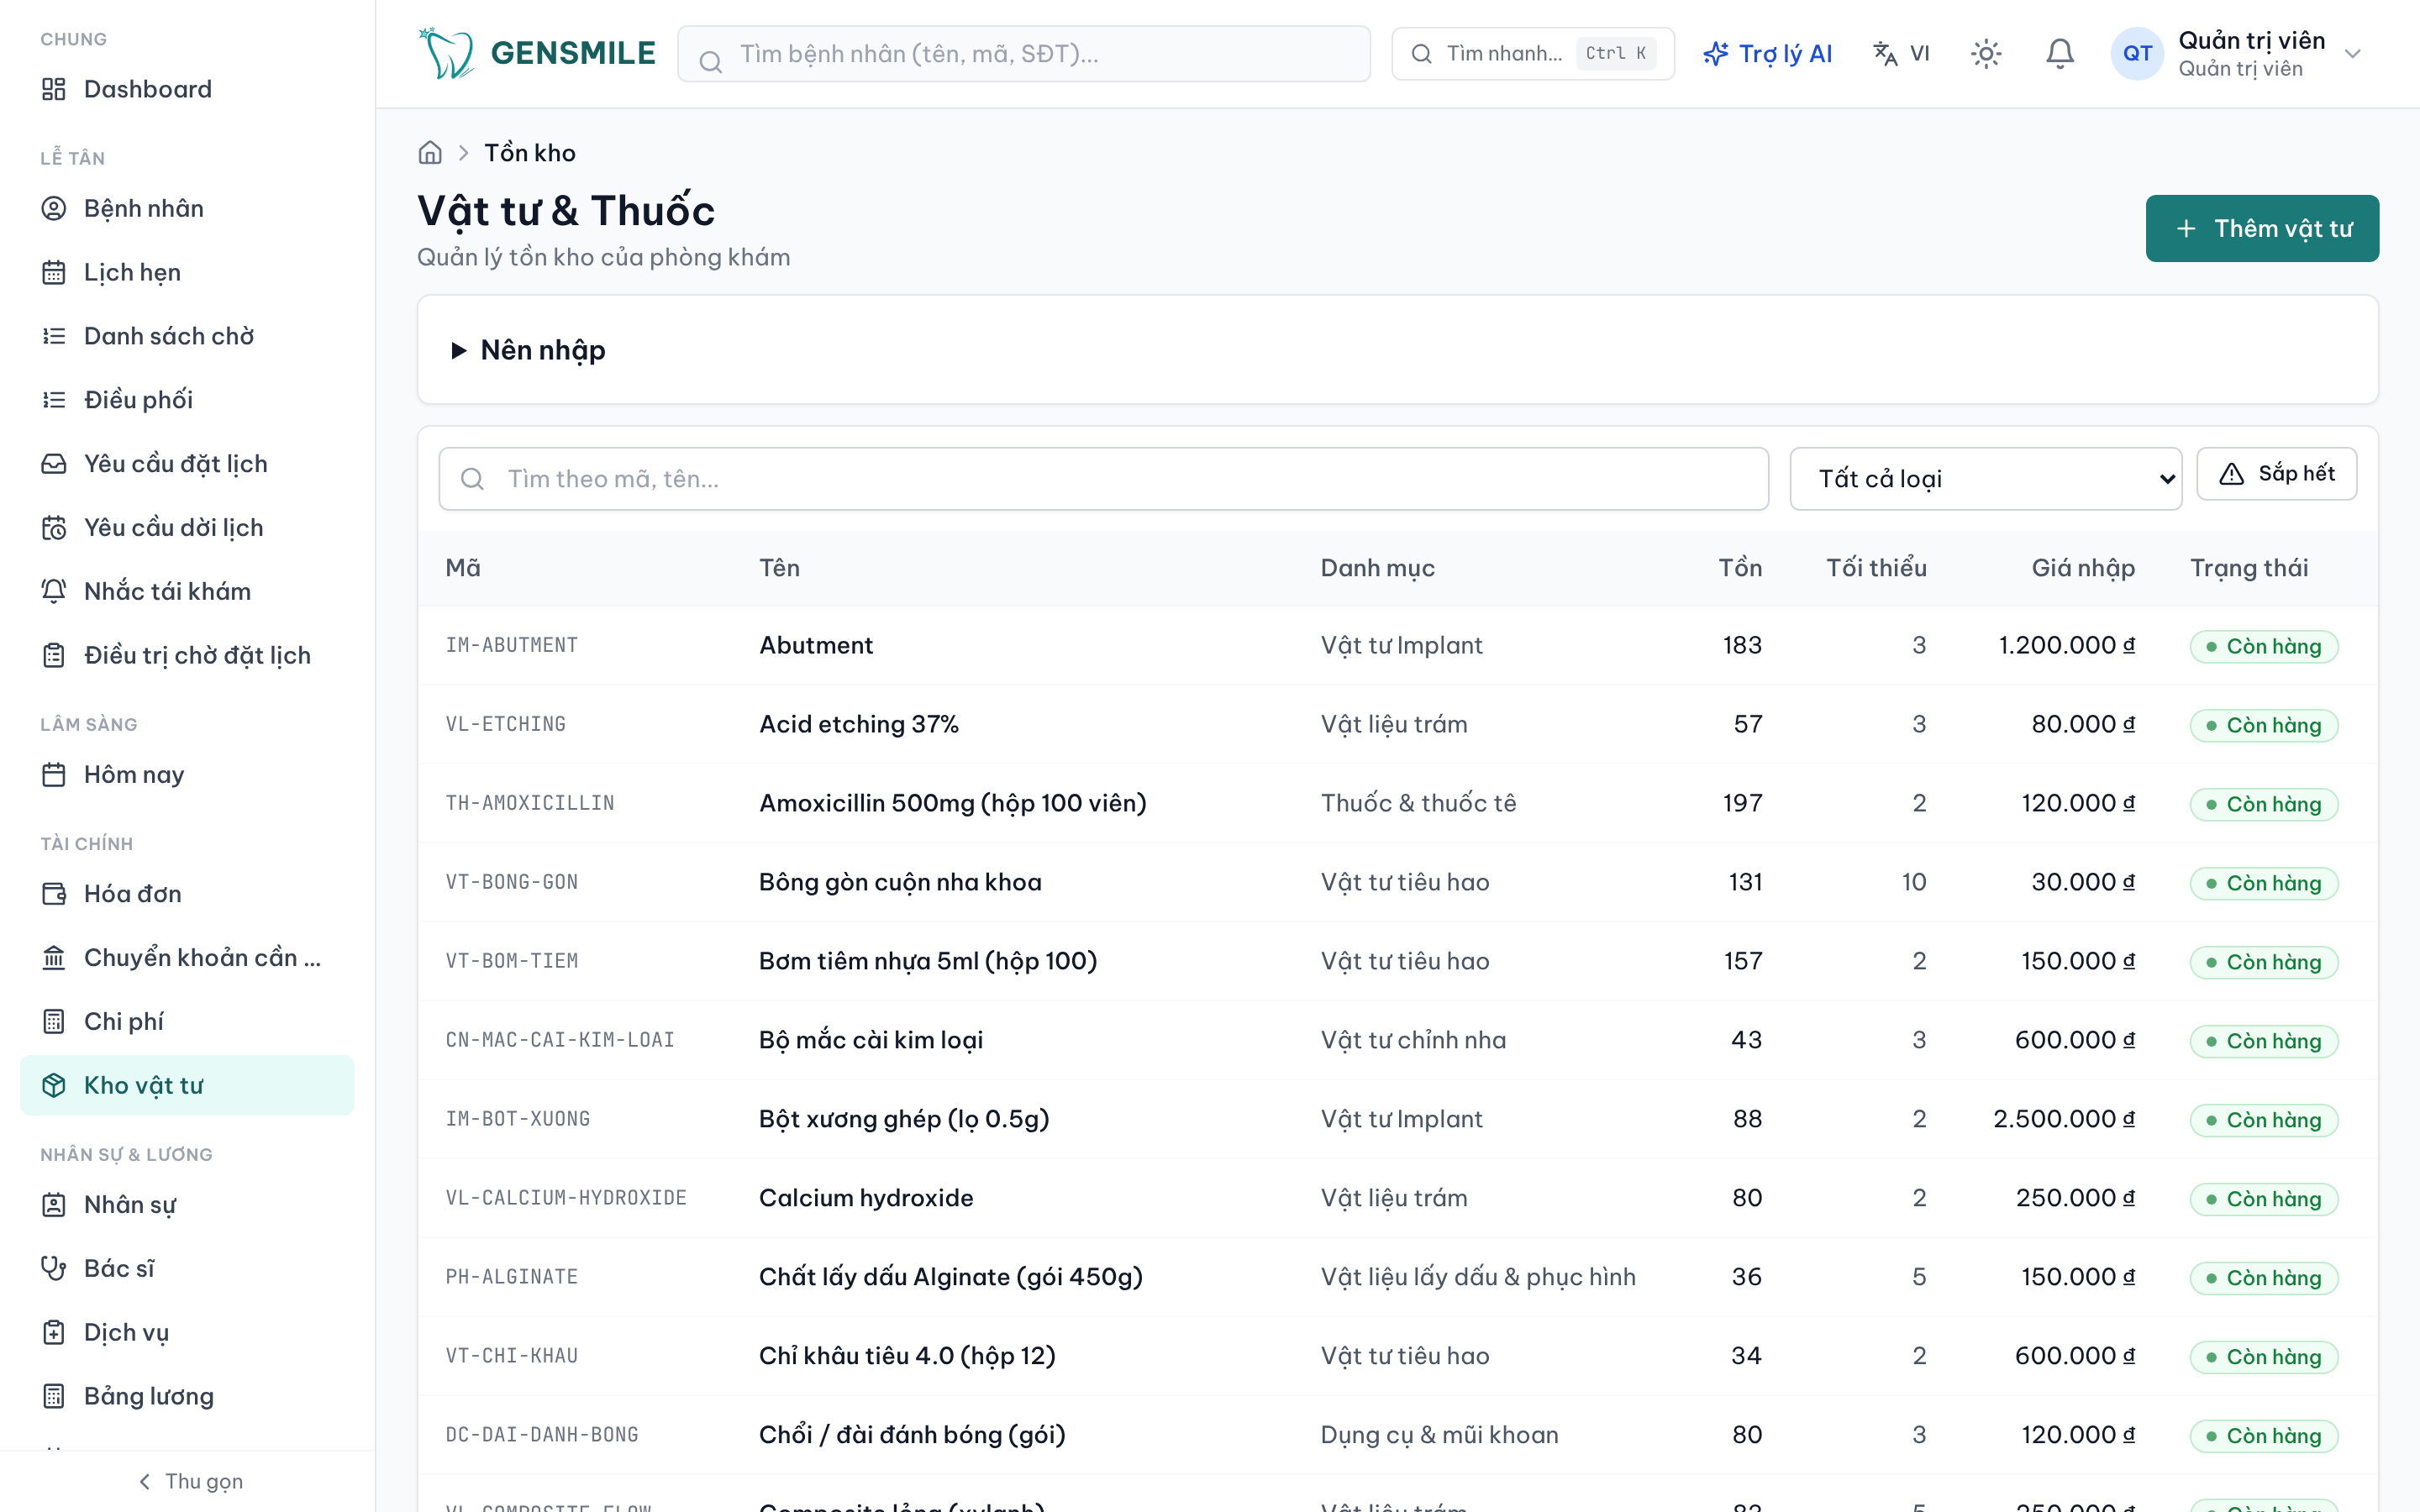 CHUNG
Dashboard
LỄ TÂN
Bệnh nhân
Lịch hẹn
Danh sách chờ
Điều phối
Yêu cầu đặt lịch
Yêu cầu dời lịch
Nhắc tái khám
Điều trị chờ đặt lịch
LÂM SÀNG
Hôm nay
TÀI CHÍNH
Hóa đơn
Chuyển khoản cần ...
Chi phí
Kho vật tư
NHÂN SỰ & LƯƠNG
Nhân sự
Bác sĩ
Dịch vụ
Bảng lương
Thu gọn
GENSMILE
Tìm bệnh nhân (tên, mã, SĐT)...
Tìm nhanh... Ctrl K
Trợ lý AI
VI
QT
Quản trị viên
Quản trị viên
Tồn kho
Vật tư & Thuốc
Quản lý tồn kho của phòng khám
+ Thêm vật tư
▶ Nên nhập
Tìm theo mã, tên...
Tất cả loại
Sắp hết
Mã Tên Danh mục Tồn Tối thiểu Giá nhập Trạng thái
IM-ABUTMENT Abutment Vật tư Implant 183 3 1.200.000 ₫ Còn hàng
VL-ETCHING Acid etching 37% Vật liệu trám 57 3 80.000 ₫ Còn hàng
TH-AMOXICILLIN Amoxicillin 500mg (hộp 100 viên) Thuốc & thuốc tê 197 2 120.000 ₫ Còn hàng
VT-BONG-GON Bông gòn cuộn nha khoa Vật tư tiêu hao 131 10 30.000 ₫ Còn hàng
VT-BOM-TIEM Bơm tiêm nhựa 5ml (hộp 100) Vật tư tiêu hao 157 2 150.000 ₫ Còn hàng
CN-MAC-CAI-KIM-LOAI Bộ mắc cài kim loại Vật tư chỉnh nha 43 3 600.000 ₫ Còn hàng
IM-BOT-XUONG Bột xương ghép (lọ 0.5g) Vật tư Implant 88 2 2.500.000 ₫ Còn hàng
VL-CALCIUM-HYDROXIDE Calcium hydroxide Vật liệu trám 80 2 250.000 ₫ Còn hàng
PH-ALGINATE Chất lấy dấu Alginate (gói 450g) Vật liệu lấy dấu & phục hình 36 5 150.000 ₫ Còn hàng
VT-CHI-KHAU Chỉ khâu tiêu 4.0 (hộp 12) Vật tư tiêu hao 34 2 600.000 ₫ Còn hàng
DC-DAI-DANH-BONG Chổi / đài đánh bóng (gói) Dụng cụ & mũi khoan 80 3 120.000 ₫ Còn hàng